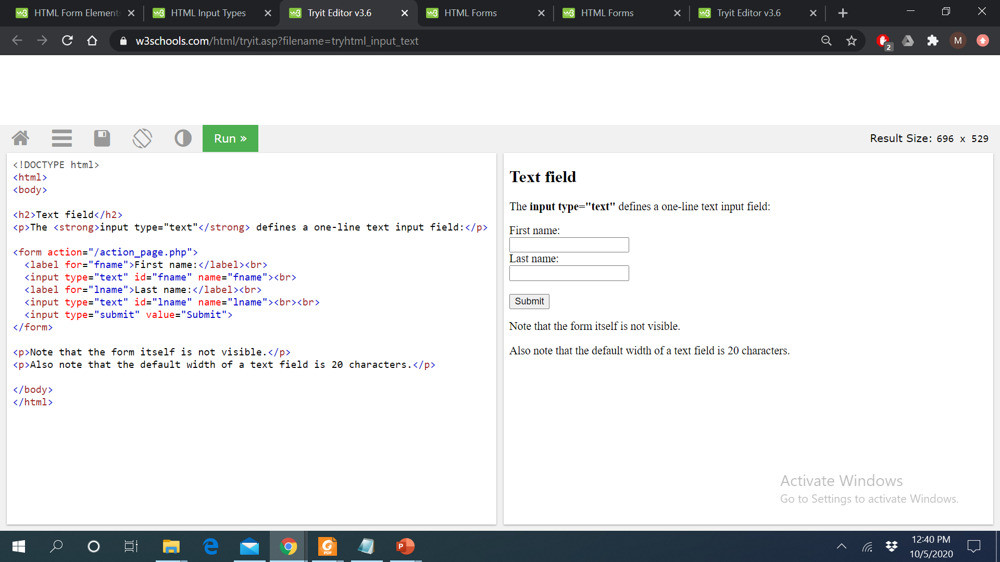 HTML Form Element
HTML Input Types
Tryit Editor v3.6
HTML Forms
HTML Forms
Tryit Editor v3.6
w3schools.com/html/tryit.asp?filename=tryhtml_input_text
2
M
Run »
Result Size: 696 x 529
<!DOCTYPE html>
<html>
<body>
<h2>Text field</h2>
<p>The <strong>input type="text"</strong> defines a one-line text input field:</p>
<form action="/action_page.php">
<label for="fname">First name:</label><br>
<input type="text" id="fname" name="fname"><br>
<label for="lname">Last name:</label><br>
<input type="text" id="lname" name="lname"><br><br>
<input type="submit" value="Submit">
</form>
<p>Note that the form itself is not visible.</p>
<p>Also note that the default width of a text field is 20 characters.</p>
</body>
</html>
Text field
The input type="text" defines a one-line text input field:
First name:
Last name:
Submit
Note that the form itself is not visible.
Also note that the default width of a text field is 20 characters.
Activate Windows
Go to Settings to activate Windows.
PDF
P
12:40 PM
10/5/2020